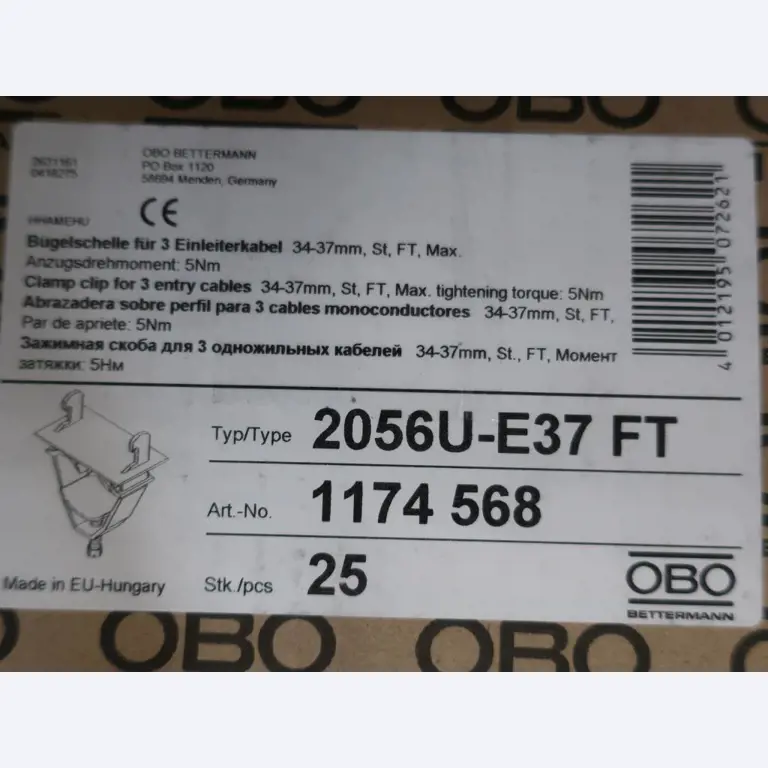 OBO BETTERMANN
PO Box 1120
58694 Menden, Germany
CE
HHAMEHU
Bügelschelle für 3 Einleiterkabel 34-37mm, St, FT, Max.
Anzugsdrehmoment: 5Nm
Clamp clip for 3 entry cables 34-37mm, St, FT, Max. tightening torque: 5Nm
Abrazadera sobre perfil para 3 cables monoconductores 34-37mm, St, FT,
Par de apriete: 5Nm
Зажимная скоба для 3 одножильных кабелей 34-37mm, St., FT, Момент
затяжки: 5Нм
4 012195 072621
Typ/Type 2056U-E37 FT
Art.-No. 1174 568
Stk./pcs 25
Made in EU-Hungary
OBO
BETTERMANN
OBO OBO